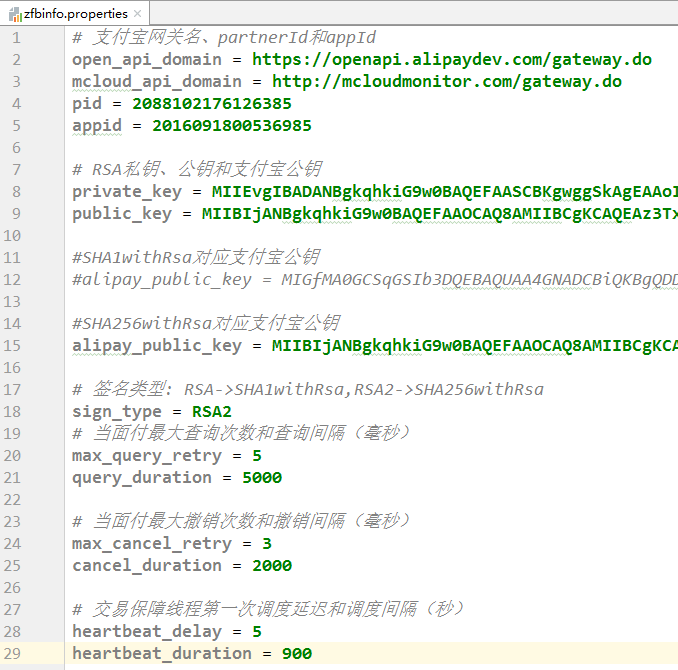 zfbinfo.properties ×
1 # 支付宝网关名、partnerId和appId
2 open_api_domain = https://openapi.alipaydev.com/gateway.do
3 mcloud_api_domain = http://mcloudmonitor.com/gateway.do
4 pid = 2088102176126385
5 appid = 2016091800536985
6
7 # RSA私钥、公钥和支付宝公钥
8 private_key = MIIEvgIBADANBgkqhkiG9w0BAQEFAASCBKgwggSkAgEAAoI
9 public_key = MIIBIjANBgkqhkiG9w0BAQEFAAOCAQ8AMIIBCgKCAQEAz3Tx
10
11 #SHA1withRsa对应支付宝公钥
12 #alipay_public_key = MIGfMA0GCSqGSIb3DQEBAQUAA4GNADCBiQKBgQDD
13
14 #SHA256withRsa对应支付宝公钥
15 alipay_public_key = MIIBIjANBgkqhkiG9w0BAQEFAAOCAQ8AMIIBCgKCA
16
17 # 签名类型: RSA->SHA1withRsa,RSA2->SHA256withRsa
18 sign_type = RSA2
19 # 当面付最大查询次数和查询间隔（毫秒）
20 max_query_retry = 5
21 query_duration = 5000
22
23 # 当面付最大撤销次数和撤销间隔（毫秒）
24 max_cancel_retry = 3
25 cancel_duration = 2000
26
27 # 交易保障线程第一次调度延迟和调度间隔（秒）
28 heartbeat_delay = 5
29 heartbeat_duration = 900